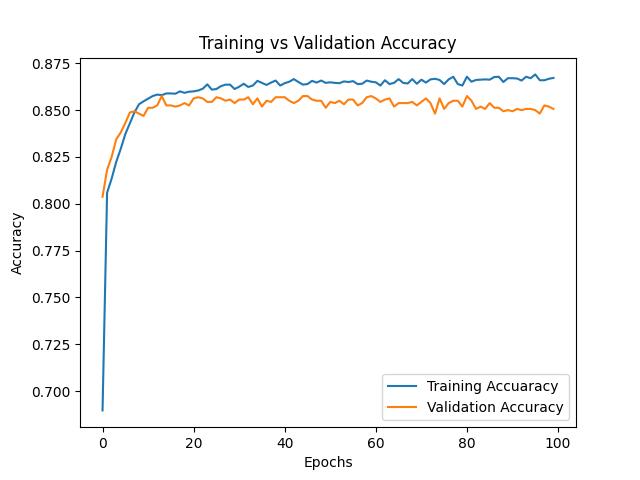 Training vs Validation Accuracy
0.875
0.850
0.825
0.800
0.775
0.750
0.725
0.700
Accuracy
0 20 40 60 80 100
Epochs
Training Accuaracy
Validation Accuracy